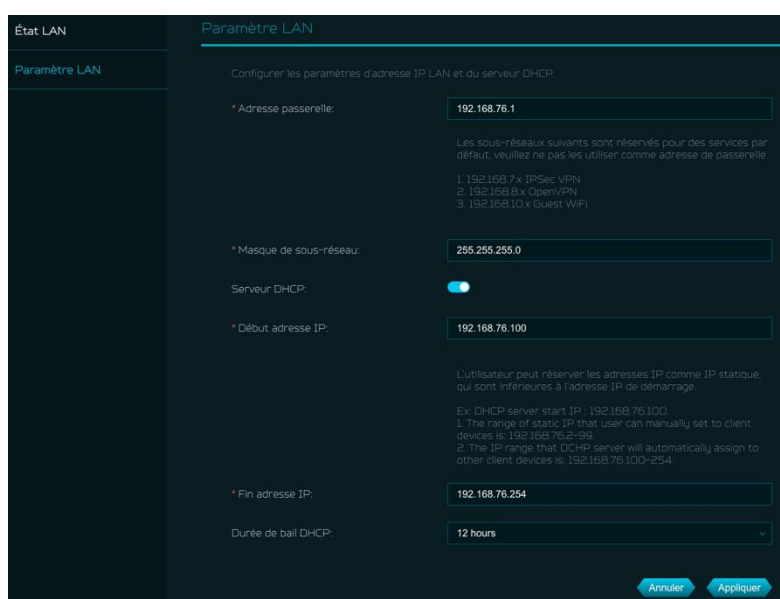 État LAN
Paramètre LAN
Paramètre LAN
Configurer les paramètres d'adresse IP LAN et du serveur DHCP.
* Adresse passerelle:
192.168.76.1
Les sous-réseaux suivants sont réservés pour des services par
défaut, veuillez ne pas les utiliser comme adresse de passerelle.
1. 192.168.7.x IPSec VPN
2. 192.168.8.x OpenVPN
3. 192.168.10.x Guest WiFi
* Masque de sous-réseau:
255.255.255.0
Serveur DHCP:
* Début adresse IP:
192.168.76.100
L'utilisateur peut réserver les adresses IP comme IP statique,
qui sont inférieures à l'adresse IP de démarrage.
Ex: DHCP server start IP : 192.168.76.100.
1. The range of static IP that user can manually set to client
devices is: 192.168.76.2-99.
2. The IP range that DCHP server will automatically assign to
other client devices is: 192.168.76.100-254.
* Fin adresse IP:
192.168.76.254
Durée de bail DHCP:
12 hours
Annuler
Appliquer